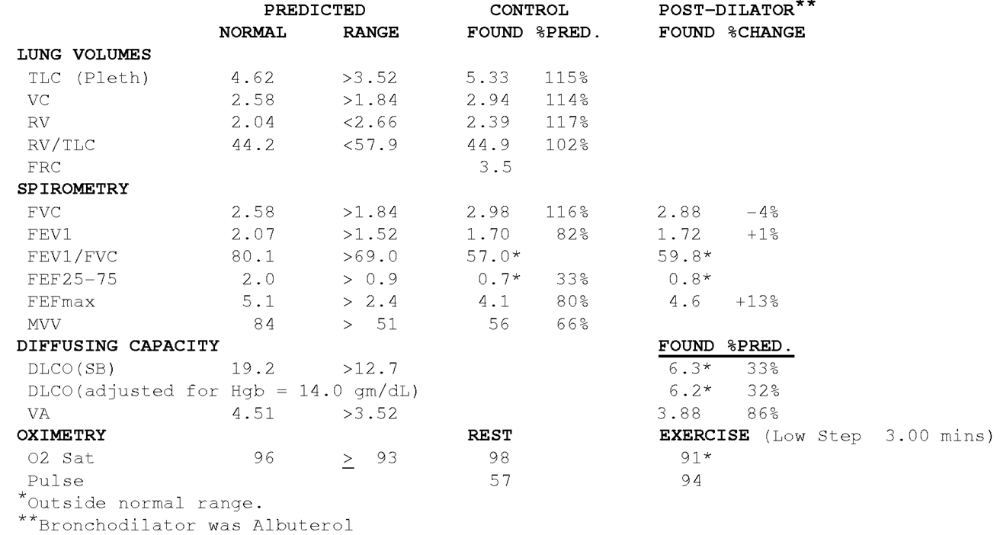 PREDICTED CONTROL POST-DILATOR**
NORMAL RANGE FOUND %PRED. FOUND %CHANGE
LUNG VOLUMES
TLC (Pleth) 4.62 >3.52 5.33 115%
VC 2.58 >1.84 2.94 114%
RV 2.04 <2.66 2.39 117%
RV/TLC 44.2 <57.9 44.9 102%
FRC 3.5
SPIROMETRY
FVC 2.58 >1.84 2.98 116% 2.88 -4%
FEV1 2.07 >1.52 1.70 82% 1.72 +1%
FEV1/FVC 80.1 >69.0 57.0* 59.8*
FEF25-75 2.0 > 0.9 0.7* 33% 0.8*
FEFmax 5.1 > 2.4 4.1 80% 4.6 +13%
MVV 84 > 51 56 66%
DIFFUSING CAPACITY FOUND %PRED.
DLCO(SB) 19.2 >12.7 6.3* 33%
DLCO(adjusted for Hgb = 14.0 gm/dL) 6.2* 32%
VA 4.51 >3.52 3.88 86%
OXIMETRY REST EXERCISE (Low Step 3.00 mins)
O2 Sat 96 ≥ 93 98 91*
Pulse 57 94
*Outside normal range.
**Bronchodilator was Albuterol